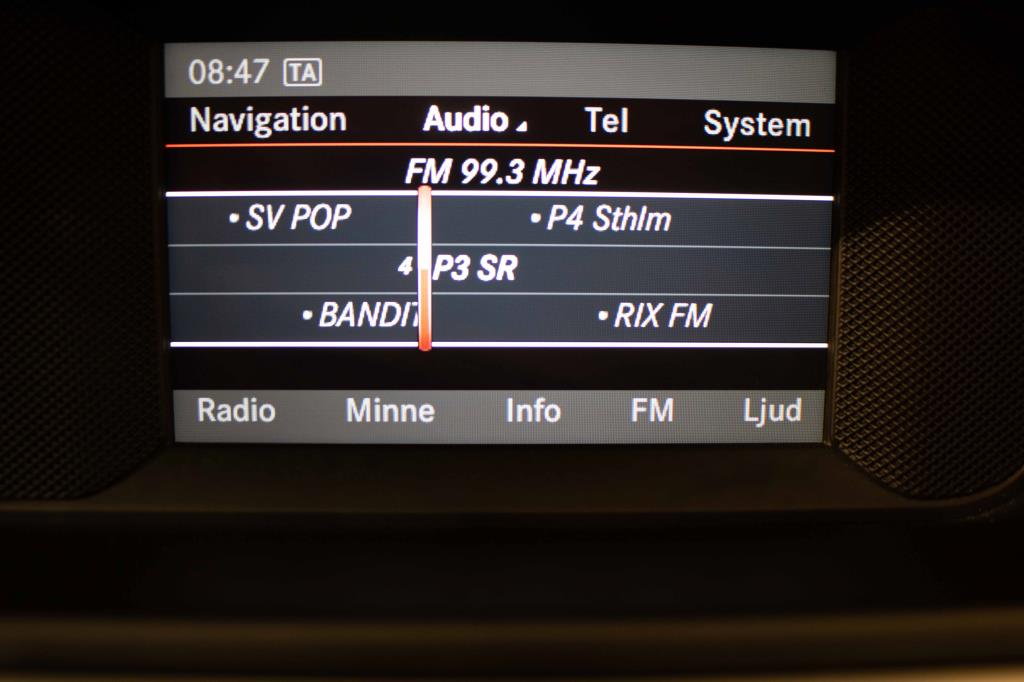 08:47 TA
Navigation Audio Tel System
FM 99.3 MHz
• SV POP • P4 Sthlm
4 P3 SR
• BANDIT • RIX FM
Radio Minne Info FM Ljud